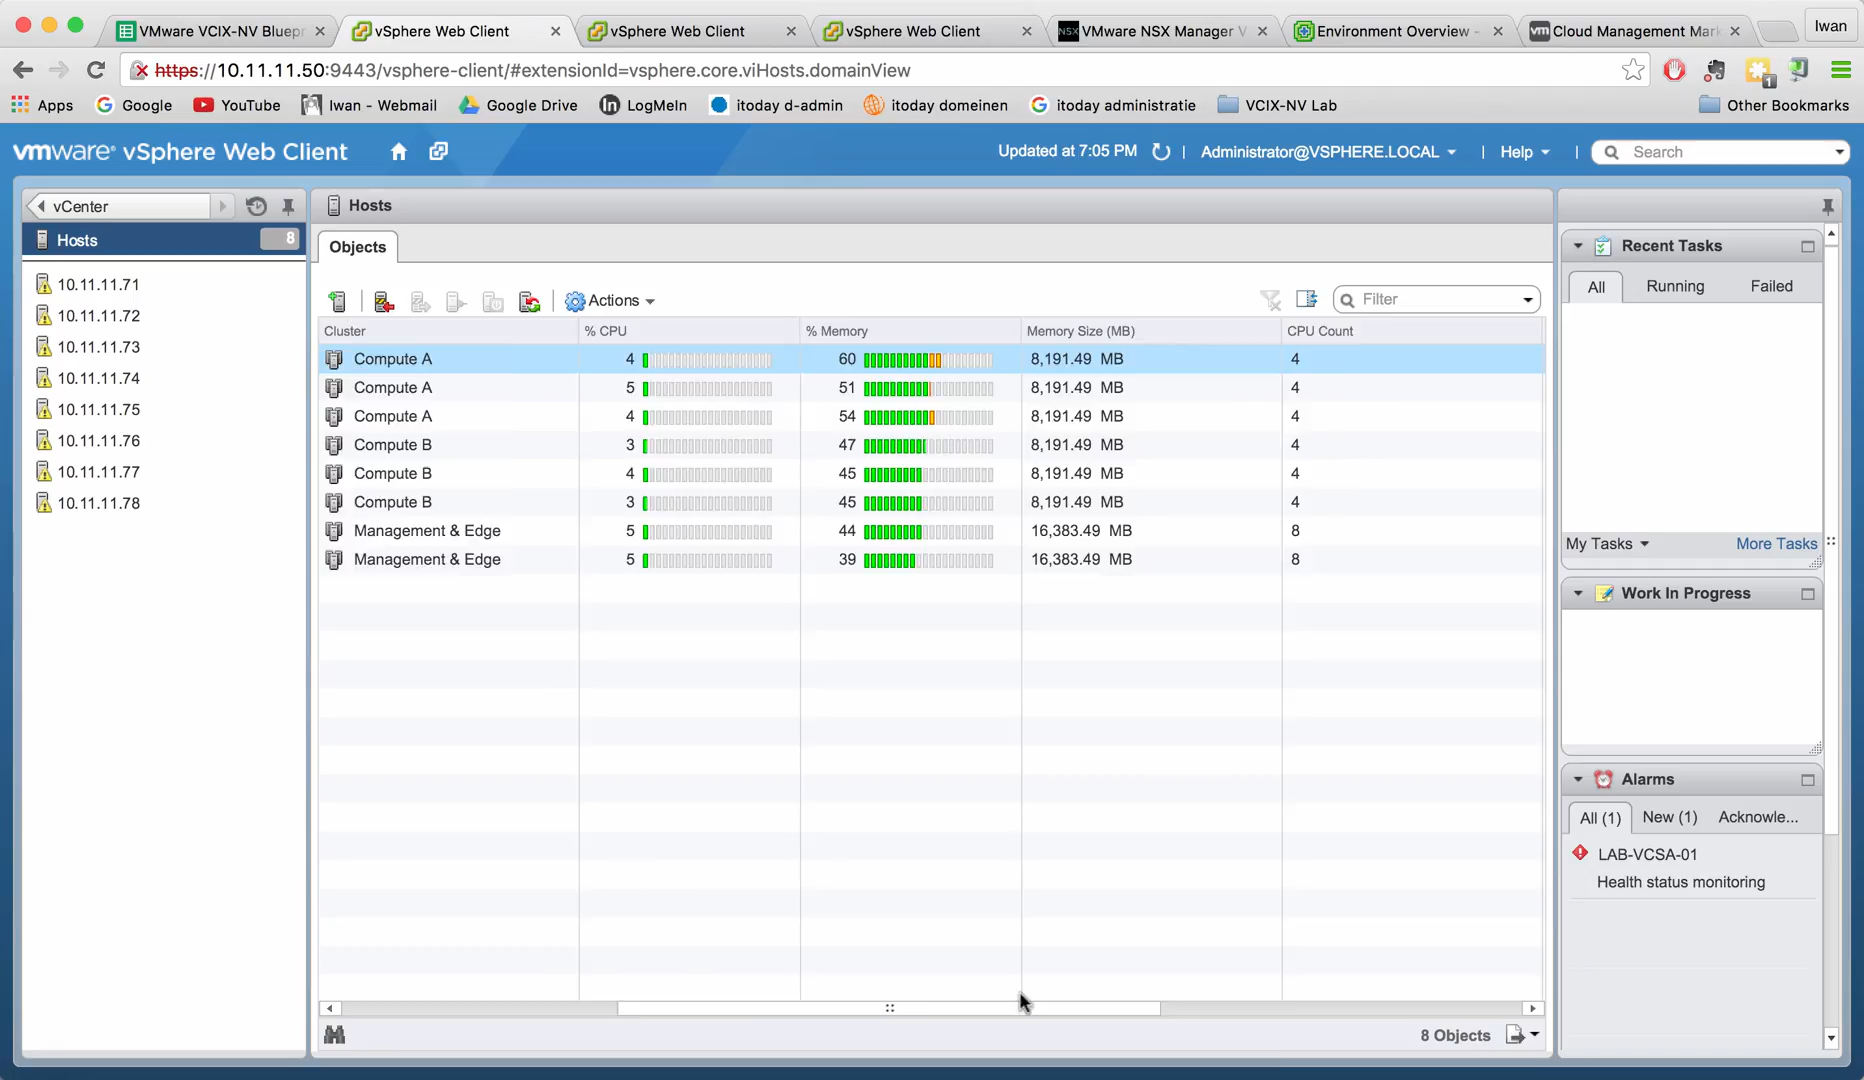 VMware VCIX-NV Bluepr
vSphere Web Client
vSphere Web Client
vSphere Web Client
VMware NSX Manager V
Environment Overview -
Cloud Management Mark
Iwan
https://10.11.11.50:9443/vsphere-client/#extensionId=vsphere.core.viHosts.domainView
1
Apps
Google
YouTube
Iwan - Webmail
Google Drive
LogMeIn
itoday d-admin
itoday domeinen
itoday administratie
VCIX-NV Lab
Other Bookmarks
vmware® vSphere Web Client
Updated at 7:05 PM
Administrator@VSPHERE.LOCAL
Help
Search
vCenter
Hosts
8
10.11.11.71
10.11.11.72
10.11.11.73
10.11.11.74
10.11.11.75
10.11.11.76
10.11.11.77
10.11.11.78
Hosts
Objects
Actions
Filter
Cluster % CPU % Memory Memory Size (MB) CPU Count
Compute A 4 60 8,191.49 MB 4
Compute A 5 51 8,191.49 MB 4
Compute A 4 54 8,191.49 MB 4
Compute B 3 47 8,191.49 MB 4
Compute B 4 45 8,191.49 MB 4
Compute B 3 45 8,191.49 MB 4
Management & Edge 5 44 16,383.49 MB 8
Management & Edge 5 39 16,383.49 MB 8
8 Objects
Recent Tasks
All Running Failed
My Tasks More Tasks
Work In Progress
Alarms
All (1) New (1) Acknowle...
LAB-VCSA-01
Health status monitoring